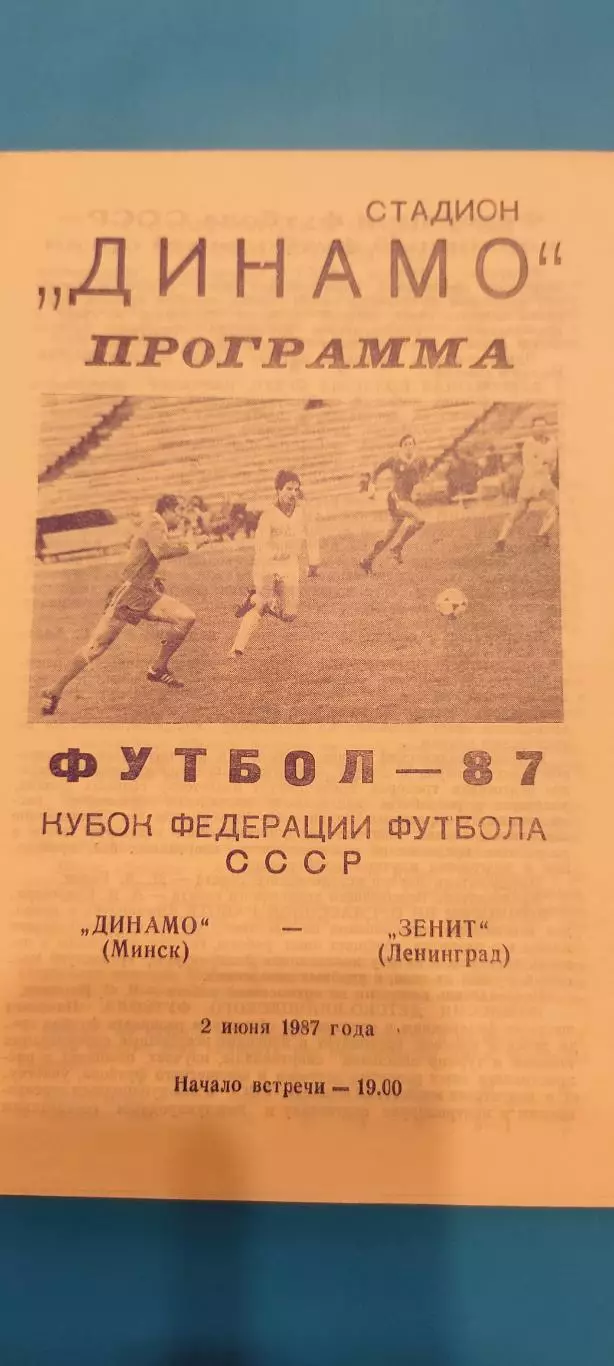 СТАДИОН
„ДИНАМО“
ПРОГРАММА
ФУТБОЛ — 87
КУБОК ФЕДЕРАЦИИ ФУТБОЛА
СССР
„ДИНАМО“ — „ЗЕНИТ“
(Минск) (Ленинград)
2 июня 1987 года
Начало встречи — 19.00